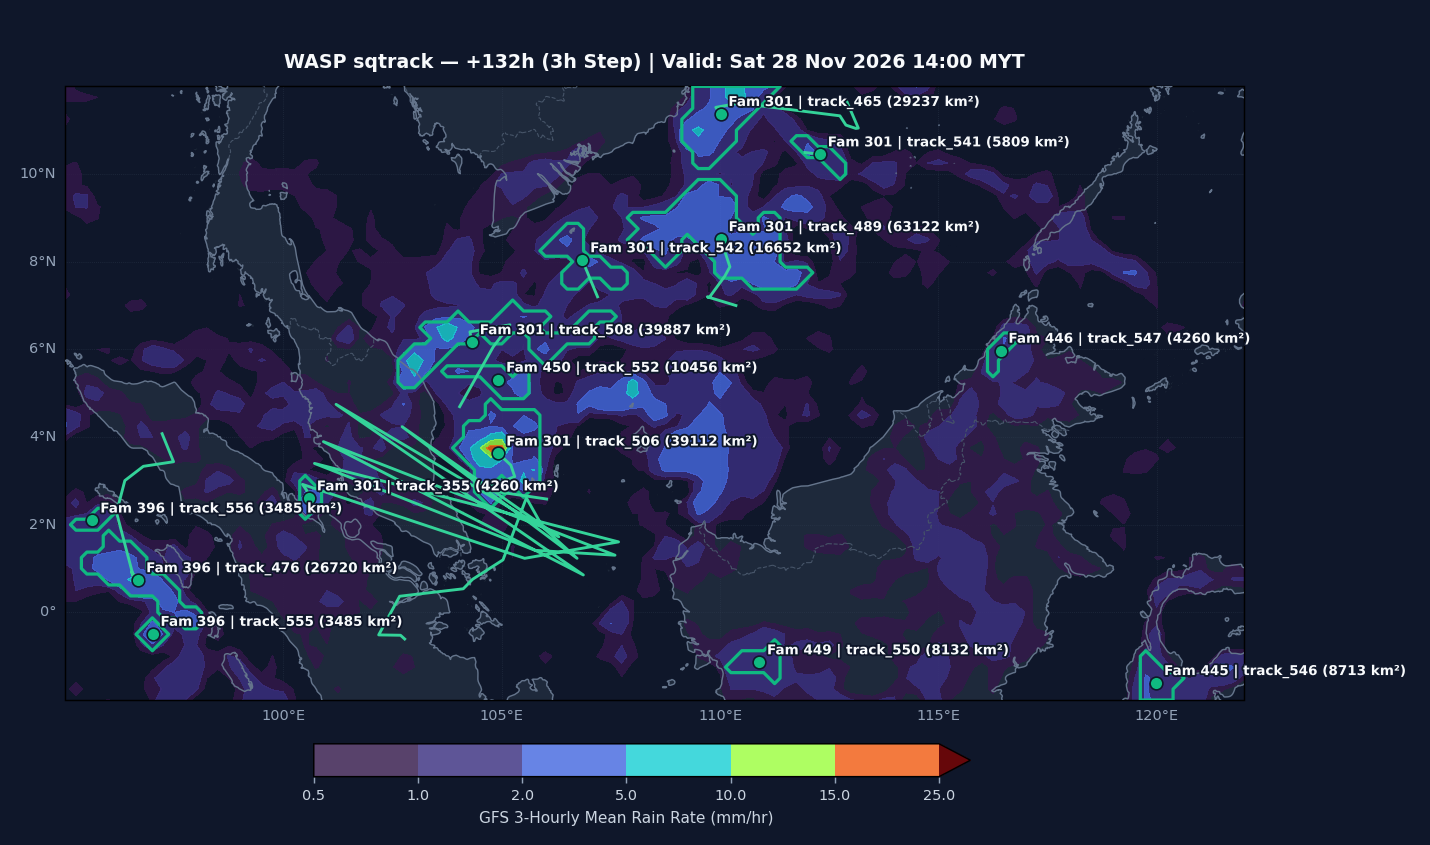 WASP sqtrack — +132h (3h Step) | Valid: Sat 28 Nov 2026 14:00 MYT
Fam 301 | track_465 (29237 km²)
Fam 301 | track_541 (5809 km²)
10°N
Fam 301 | track_489 (63122 km²)
Fam 301 | track_542 (16652 km²)
8°N
Fam 301 | track_508 (39887 km²)
Fam 446 | track_547 (4260 km²)
6°N
Fam 450 | track_552 (10456 km²)
4°N
Fam 301 | track_506 (39112 km²)
Fam 301 | track_355 (4260 km²)
Fam 396 | track_556 (3485 km²)
2°N
Fam 396 | track_476 (26720 km²)
0°
Fam 396 | track_555 (3485 km²)
Fam 449 | track_550 (8132 km²)
Fam 445 | track_546 (8713 km²)
100°E 105°E 110°E 115°E 120°E
0.5 1.0 2.0 5.0 10.0 15.0 25.0
GFS 3-Hourly Mean Rain Rate (mm/hr)